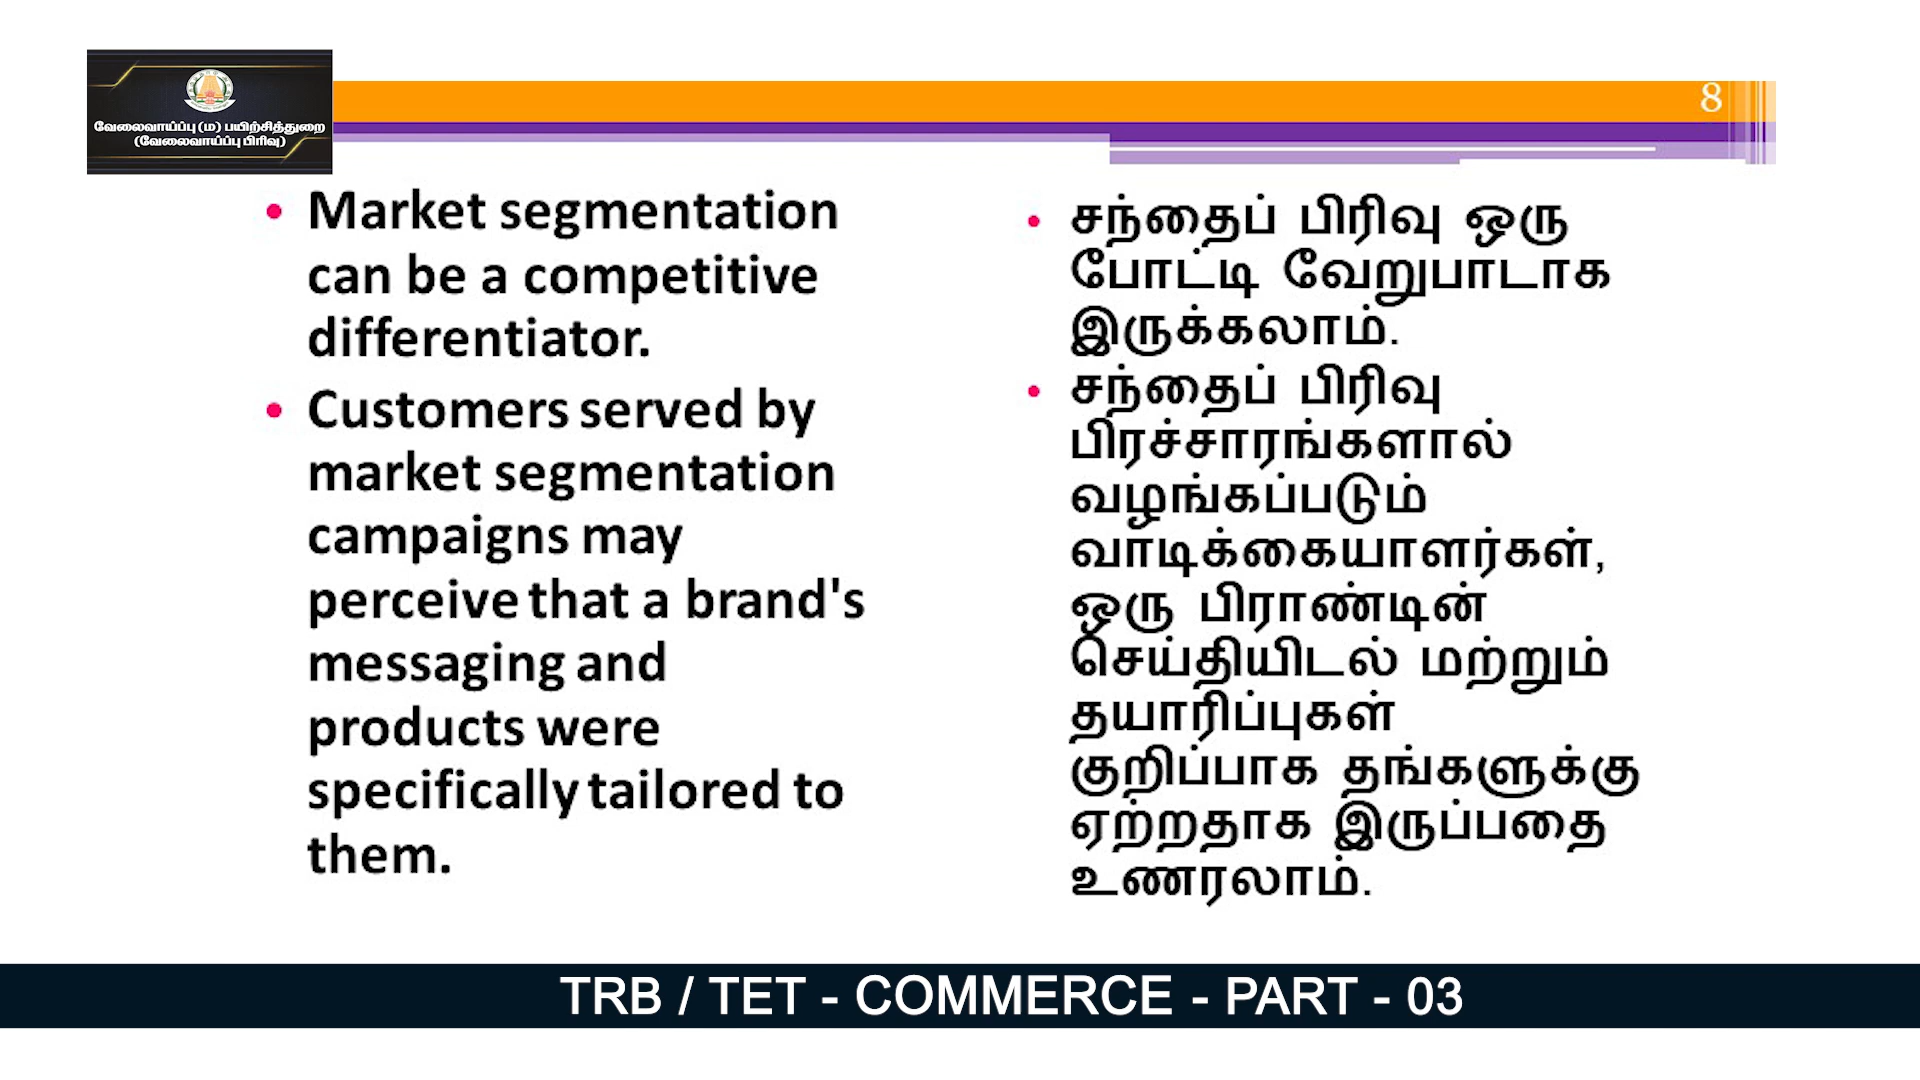 வேலைவாய்ப்பு (ம) பயிற்சித்துறை
(வேலைவாய்ப்பு பிரிவு)
8
• Market segmentation
can be a competitive
differentiator.
• Customers served by
market segmentation
campaigns may
perceive that a brand's
messaging and
products were
specifically tailored to
them.
• சந்தைப் பிரிவு ஒரு
போட்டி வேறுபாடாக
இருக்கலாம்.
• சந்தைப் பிரிவு
பிரச்சாரங்களால்
வழங்கப்படும்
வாடிக்கையாளர்கள்,
ஒரு பிராண்டின்
செய்தியிடல் மற்றும்
தயாரிப்புகள்
குறிப்பாக தங்களுக்கு
ஏற்றதாக இருப்பதை
உணரலாம்.
TRB / TET - COMMERCE - PART - 03